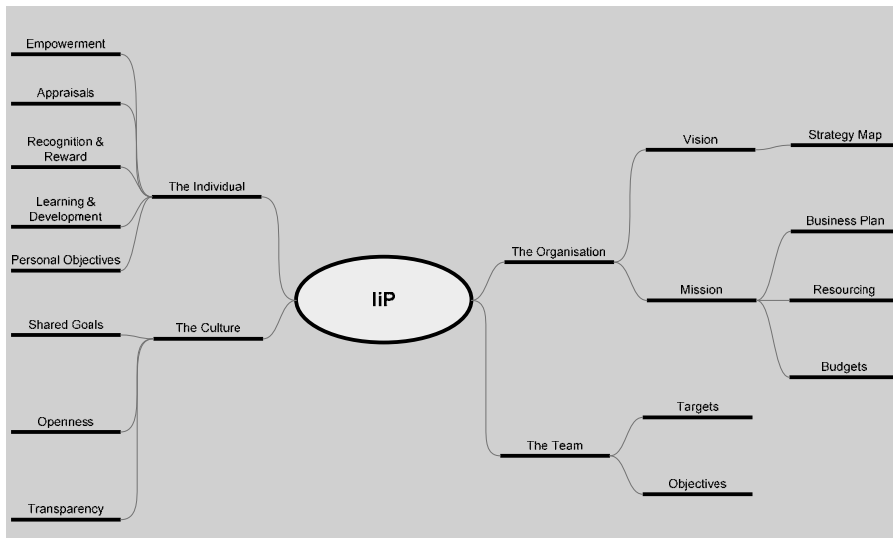 Empowerment
Appraisals
Recognition &
Reward
Learning &
Development
Personal Objectives
The Individual
Shared Goals
Openness
Transparency
The Culture
IiP
The Organisation
Vision
Strategy Map
Mission
Business Plan
Resourcing
Budgets
The Team
Targets
Objectives